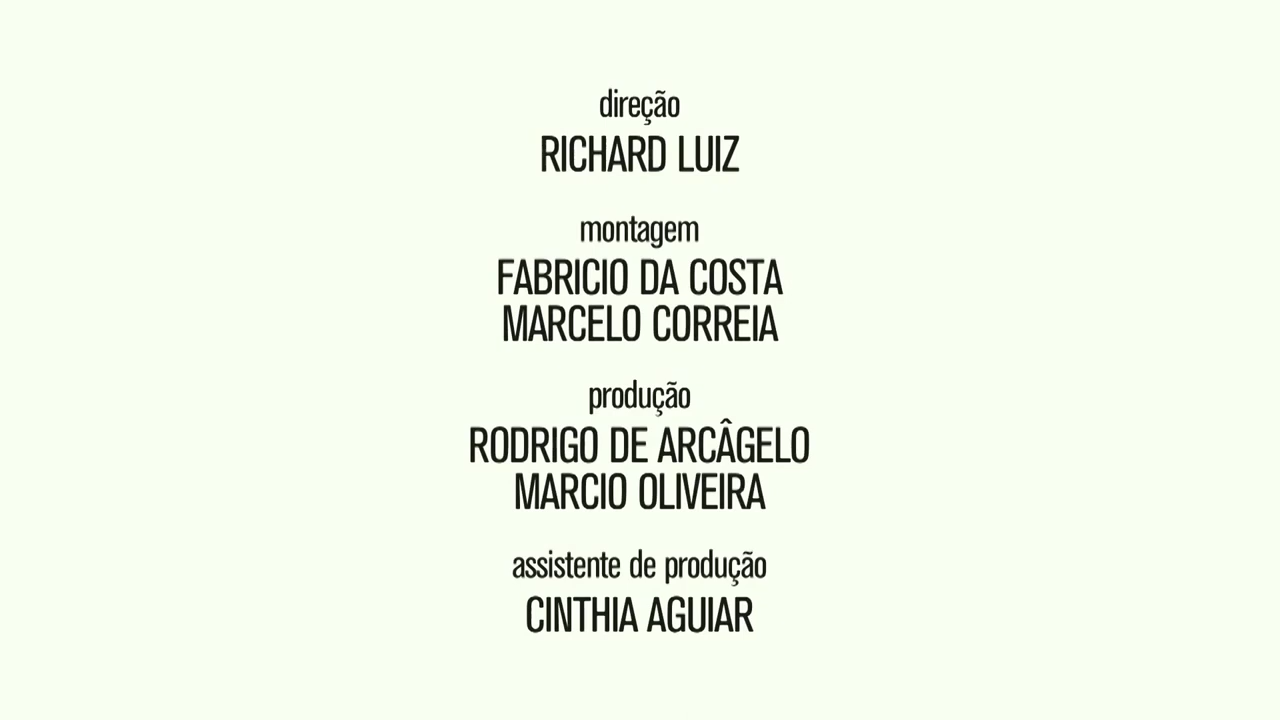 direção
RICHARD LUIZ
montagem
FABRICIO DA COSTA
MARCELO CORREIA
produção
RODRIGO DE ARCÂGELO
MARCIO OLIVEIRA
assistente de produção
CINTHIA AGUIAR